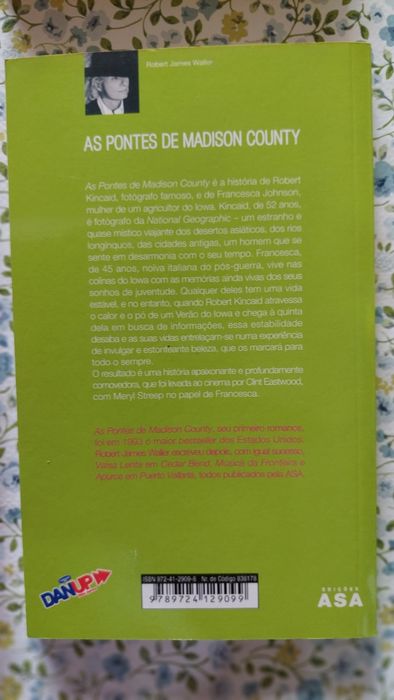 Robert James Waller
AS PONTES DE MADISON COUNTY
As Pontes de Madison County é a história de Robert
Kincaid, fotógrafo famoso, e de Francesca Johnson,
mulher de um agricultor do Iowa. Kincaid, de 52 anos,
é fotógrafo da National Geographic – um estranho e
quase místico viajante dos desertos asiáticos, dos rios
longínquos, das cidades antigas, um homem que se
sente em desarmonia com o seu tempo. Francesca,
de 45 anos, noiva italiana do pós-guerra, vive nas
colinas do Iowa com as memórias ainda vivas dos seus
sonhos de juventude. Qualquer deles tem uma vida
estável, e no entanto, quando Robert Kincaid atravessa
o calor e o pó de um Verão do Iowa e chega à quinta
dela em busca de informações, essa estabilidade
desaba e as suas vidas entrelaçam-se numa experiência
de invulgar e estonteante beleza, que os marcará para
todo o sempre.
O resultado é uma história apaixonante e profundamente
comovedora, que foi levada ao cinema por Clint Eastwood,
com Meryl Streep no papel de Francesca.
As Pontes de Madison County, seu primeiro romance,
foi em 1993 o maior bestseller dos Estados Unidos.
Robert James Waller escreveu depois, com igual sucesso,
Valsa Lenta em Cedar Bend, Música da Fronteira e
Apuros em Puerto Vallarta, todos publicados pela ASA.
ISBN 972-41-2909-6 Nr. de Código 938178
9789724129099
DAN'UP
EDIÇÕES
ASA